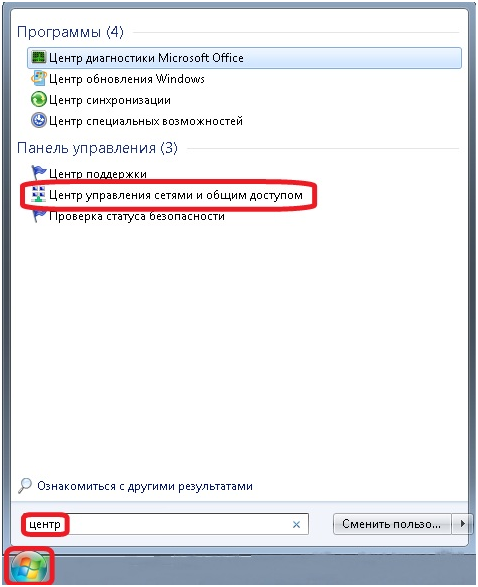 Программы (4)
Центр диагностики Microsoft Office
Центр обновления Windows
Центр синхронизации
Центр специальных возможностей
Панель управления (3)
Центр поддержки
Центр управления сетями и общим доступом
Проверка статуса безопасности
Ознакомиться с другими результатами
центр
Сменить пользо...